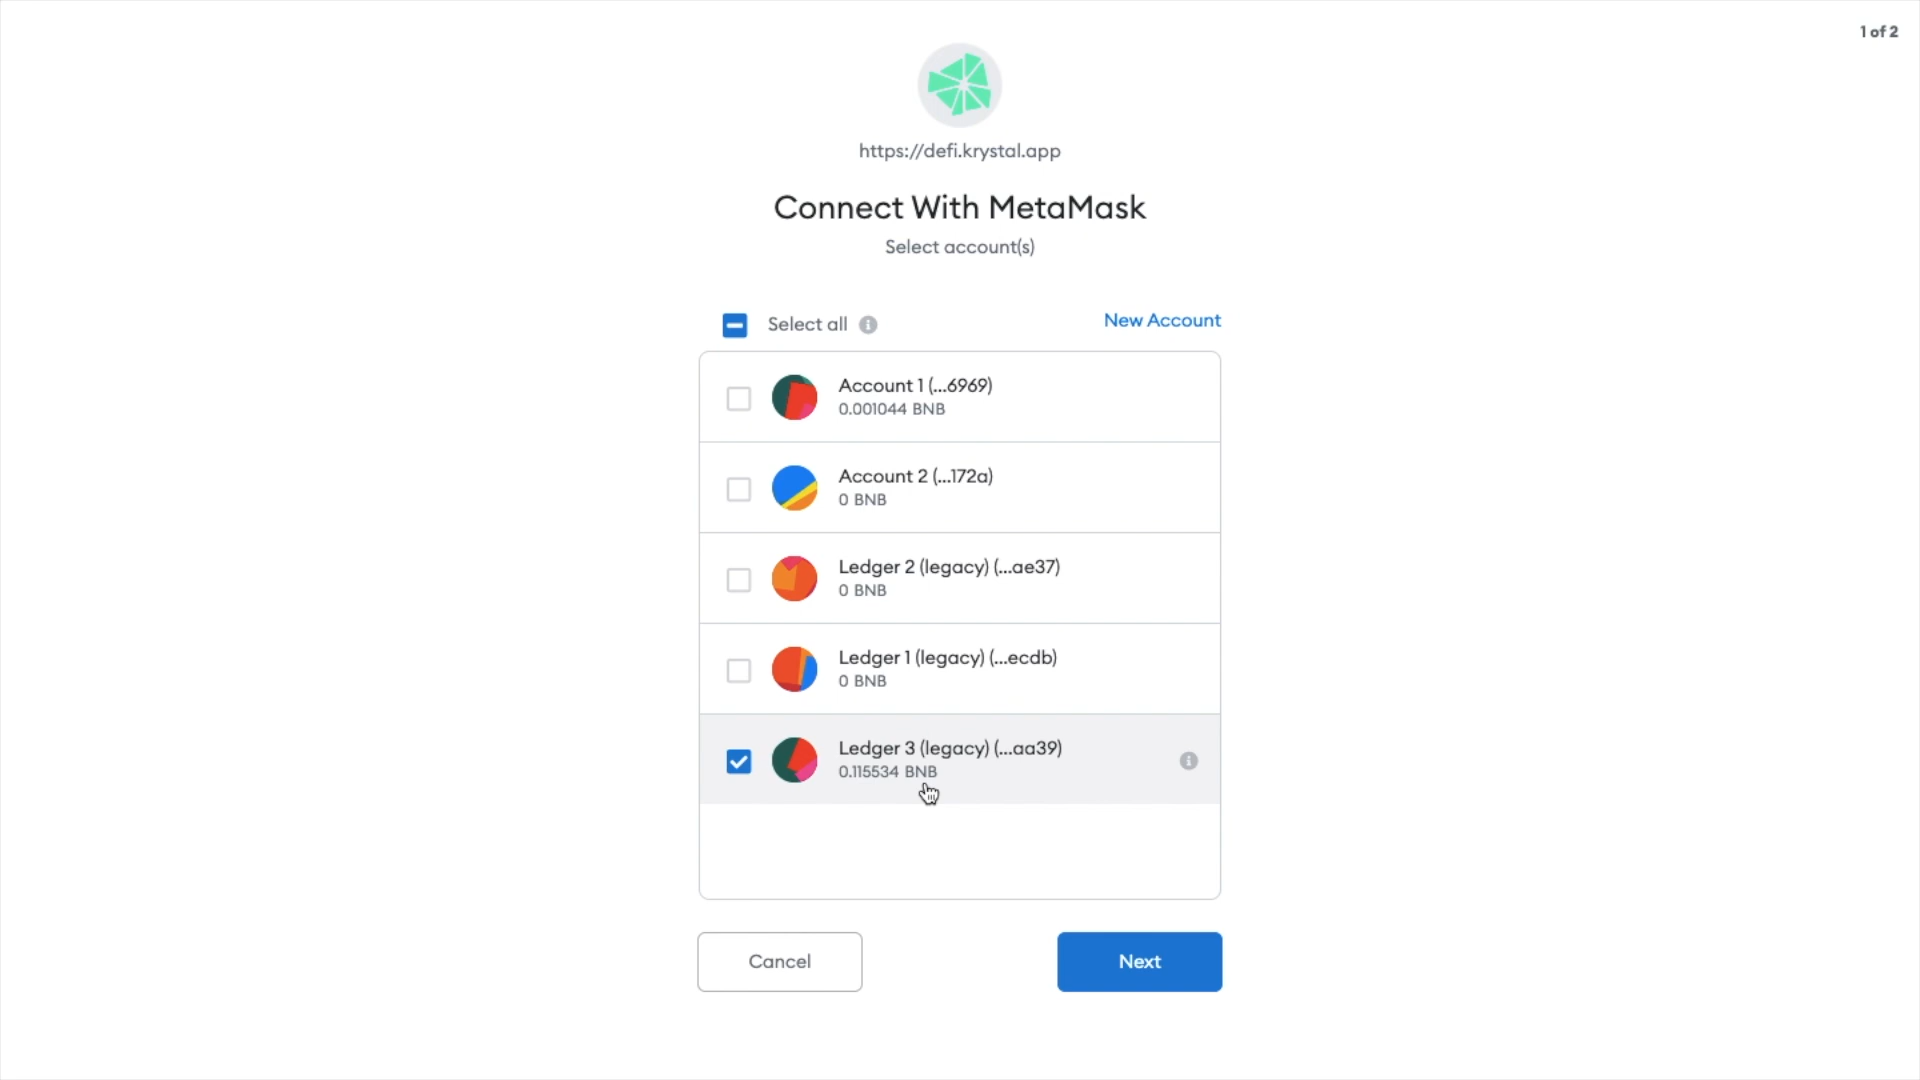 1 of 2
https://defi.krystal.app
Connect With MetaMask
Select account(s)
Select all
New Account
Account 1 (...6969)
0.001044 BNB
Account 2 (...172a)
0 BNB
Ledger 2 (legacy) (...ae37)
0 BNB
Ledger 1 (legacy) (...ecdb)
0 BNB
Ledger 3 (legacy) (...aa39)
0.115534 BNB
Cancel
Next